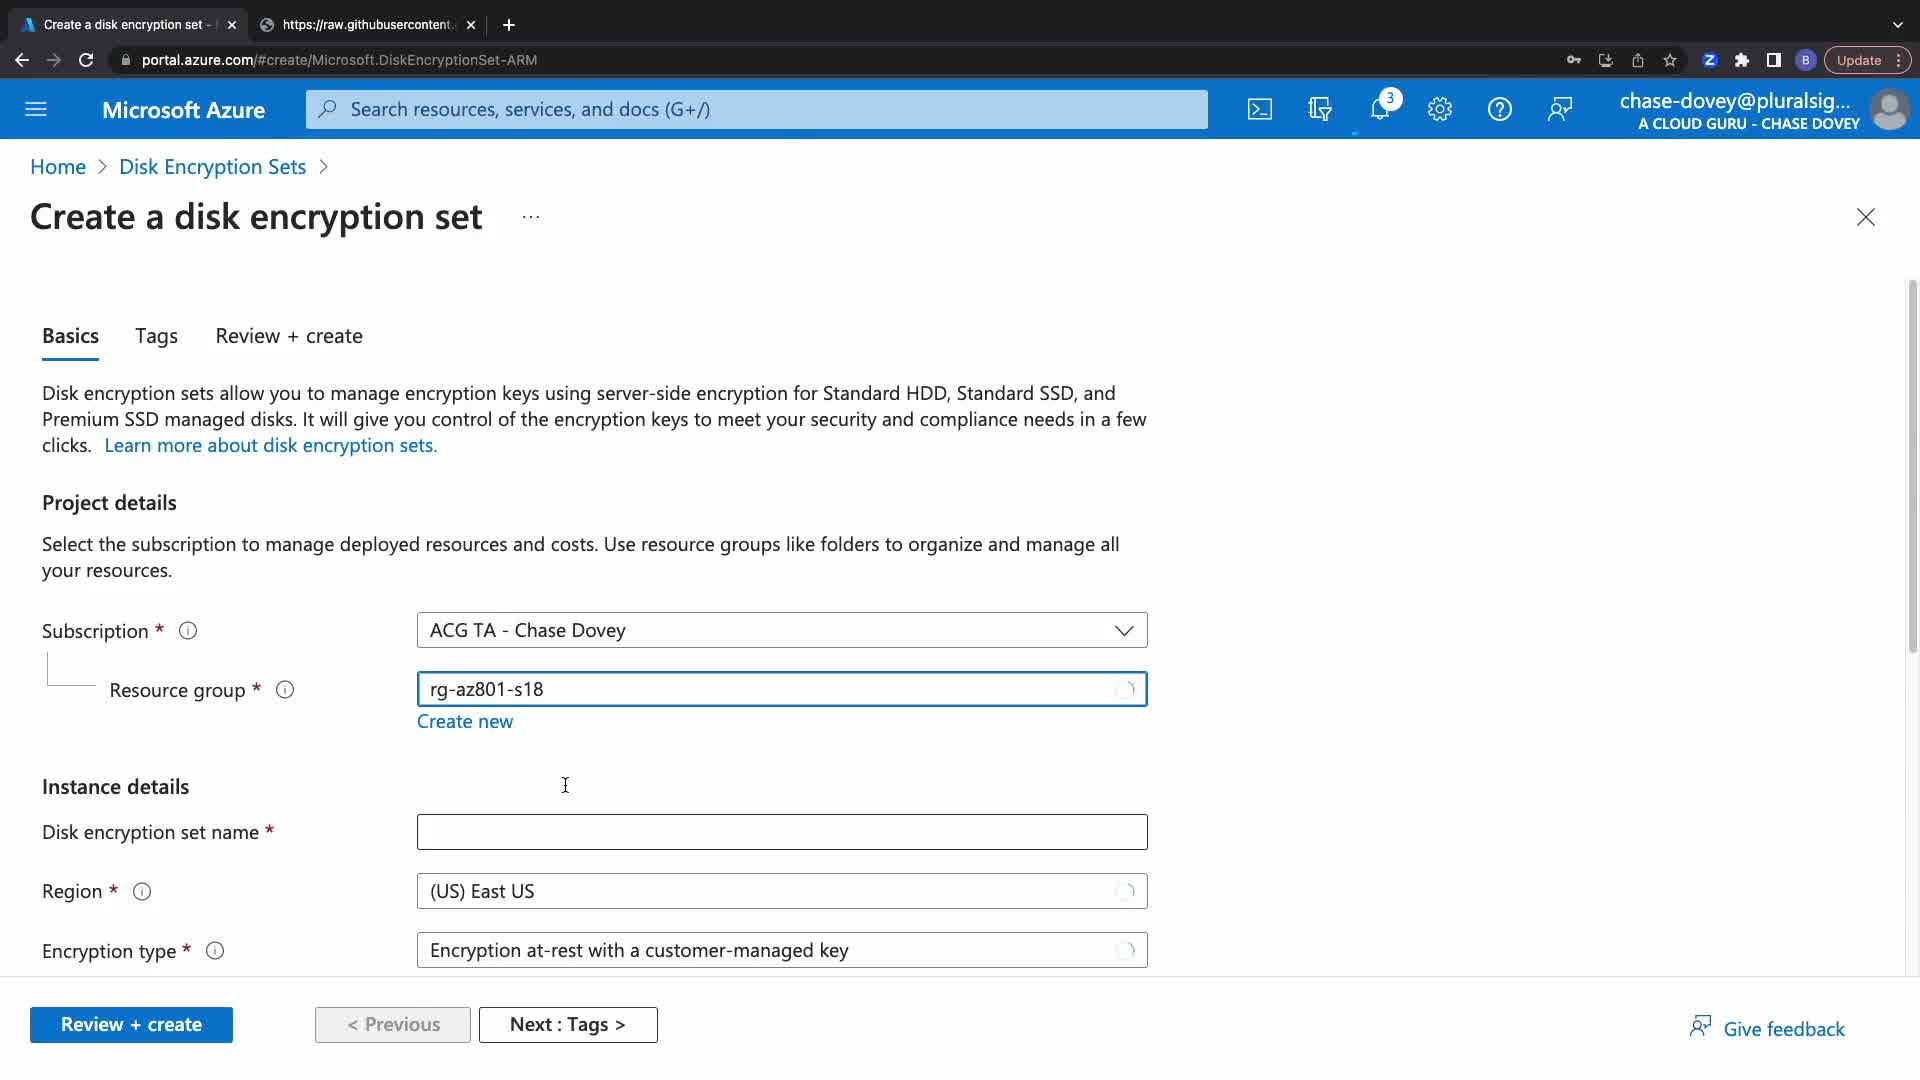 Create a disk encryption set -
https://raw.githubusercontent.
portal.azure.com/#create/Microsoft.DiskEncryptionSet-ARM
Z
B
Update
Microsoft Azure
Search resources, services, and docs (G+/)
3
chase-dovey@pluralsig...
A CLOUD GURU - CHASE DOVEY
Home > Disk Encryption Sets >
Create a disk encryption set ...
Basics
Tags
Review + create
Disk encryption sets allow you to manage encryption keys using server-side encryption for Standard HDD, Standard SSD, and
Premium SSD managed disks. It will give you control of the encryption keys to meet your security and compliance needs in a few
clicks. Learn more about disk encryption sets.
Project details
Select the subscription to manage deployed resources and costs. Use resource groups like folders to organize and manage all
your resources.
Subscription *
ACG TA - Chase Dovey
Resource group *
rg-az801-s18
Create new
Instance details
Disk encryption set name *
Region *
(US) East US
Encryption type *
Encryption at-rest with a customer-managed key
Review + create
< Previous
Next : Tags >
Give feedback